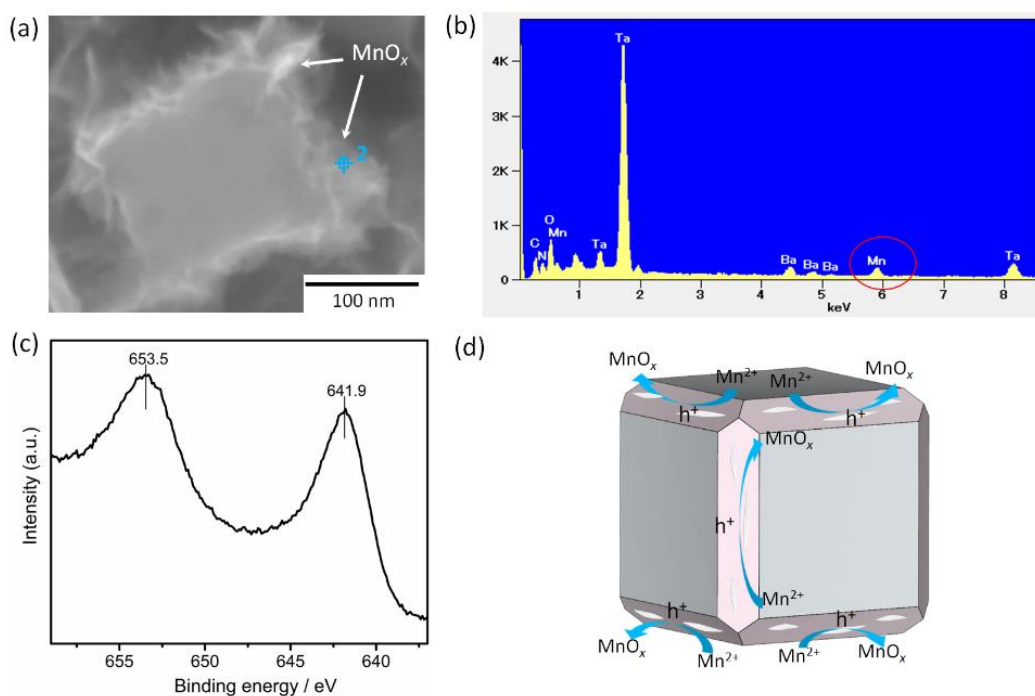 (a)
MnOₓ
2
100 nm
(b)
4K
3K
2K
1K
0
Ta
O
Mn
C
N
Ta
Ba
Ba
Ba
Mn
Ta
1 2 3 4 5 6 7 8
keV
(c)
653.5
641.9
Intensity (a.u.)
655 650 645 640
Binding energy / eV
(d)
MnOₓ
Mn²⁺
Mn²⁺
MnOₓ
h⁺
h⁺
MnOₓ
h⁺
Mn²⁺
h⁺
h⁺
MnOₓ
Mn²⁺
Mn²⁺
MnOₓ